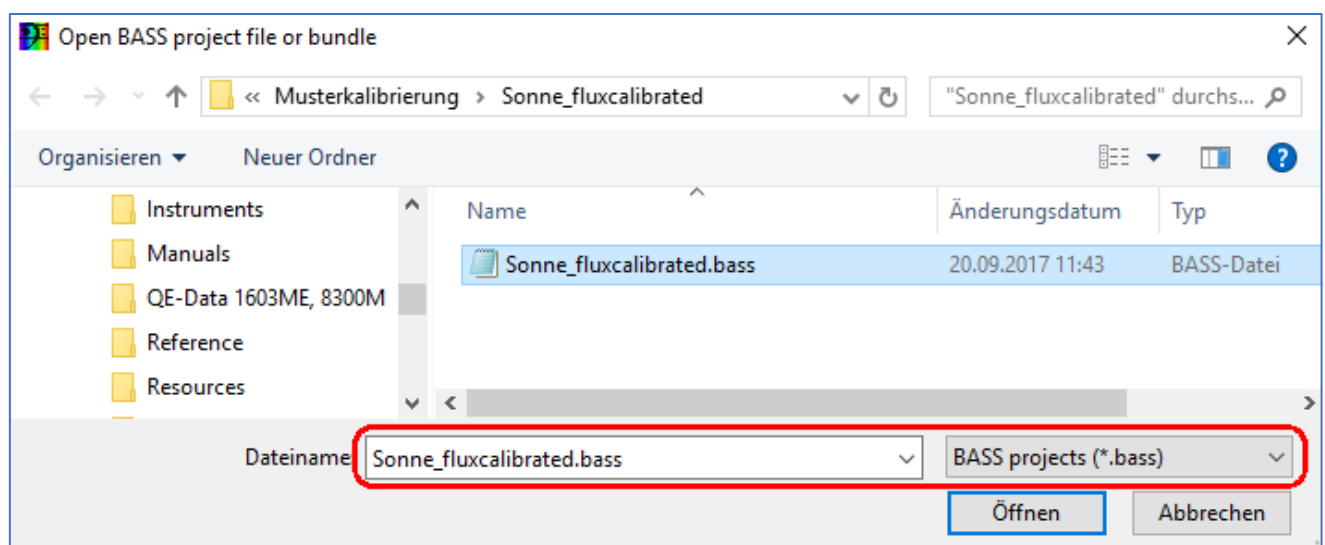 Open BASS project file or bundle
« Musterkalibrierung > Sonne_fluxcalibrated
"Sonne_fluxcalibrated" durchs...
Organisieren Neuer Ordner
Instruments
Manuals
QE-Data 1603ME, 8300M
Reference
Resources
Name Änderungsdatum Typ
Sonne_fluxcalibrated.bass 20.09.2017 11:43 BASS-Datei
Dateiname: Sonne_fluxcalibrated.bass BASS projects (*.bass)
Öffnen Abbrechen